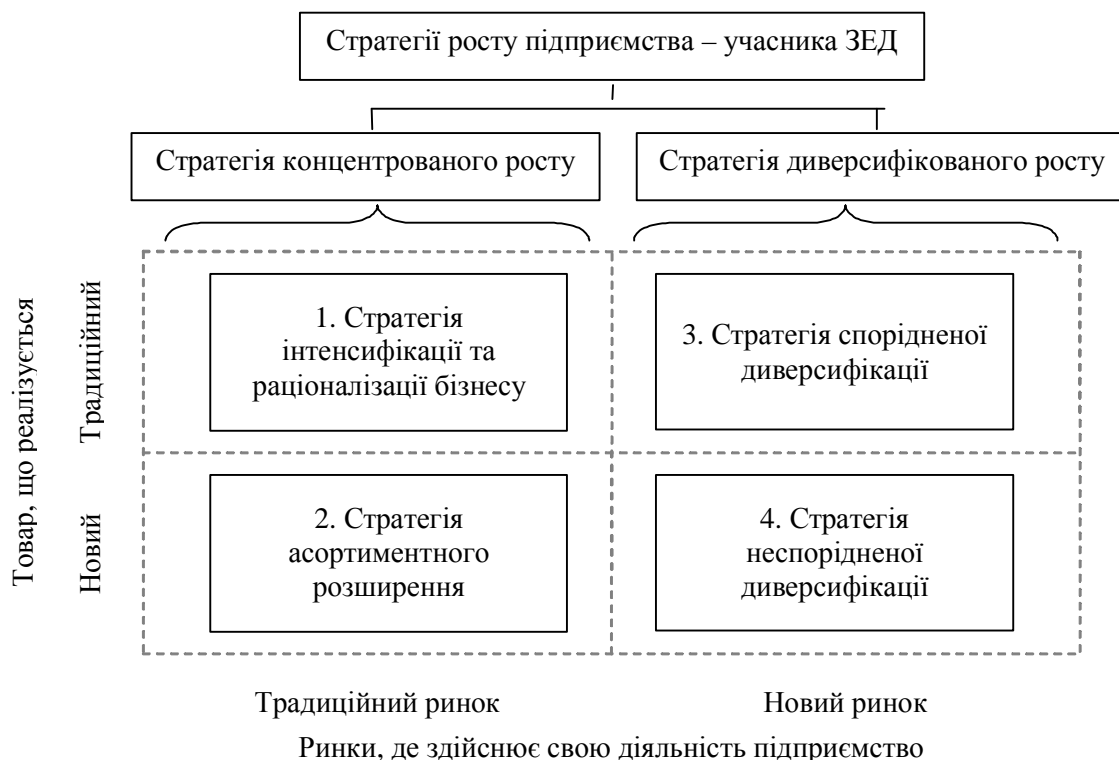 Стратегії росту підприємства – учасника ЗЕД
Стратегія концентрованого росту
Стратегія диверсифікованого росту
Товар, що реалізується
Традиційний
1. Стратегія
інтенсифікації та
раціоналізації бізнесу
3. Стратегія спорідненої
диверсифікації
Новий
2. Стратегія
асортиментного
розширення
4. Стратегія
неспорідненої
диверсифікації
Традиційний ринок
Новий ринок
Ринки, де здійснює свою діяльність підприємство